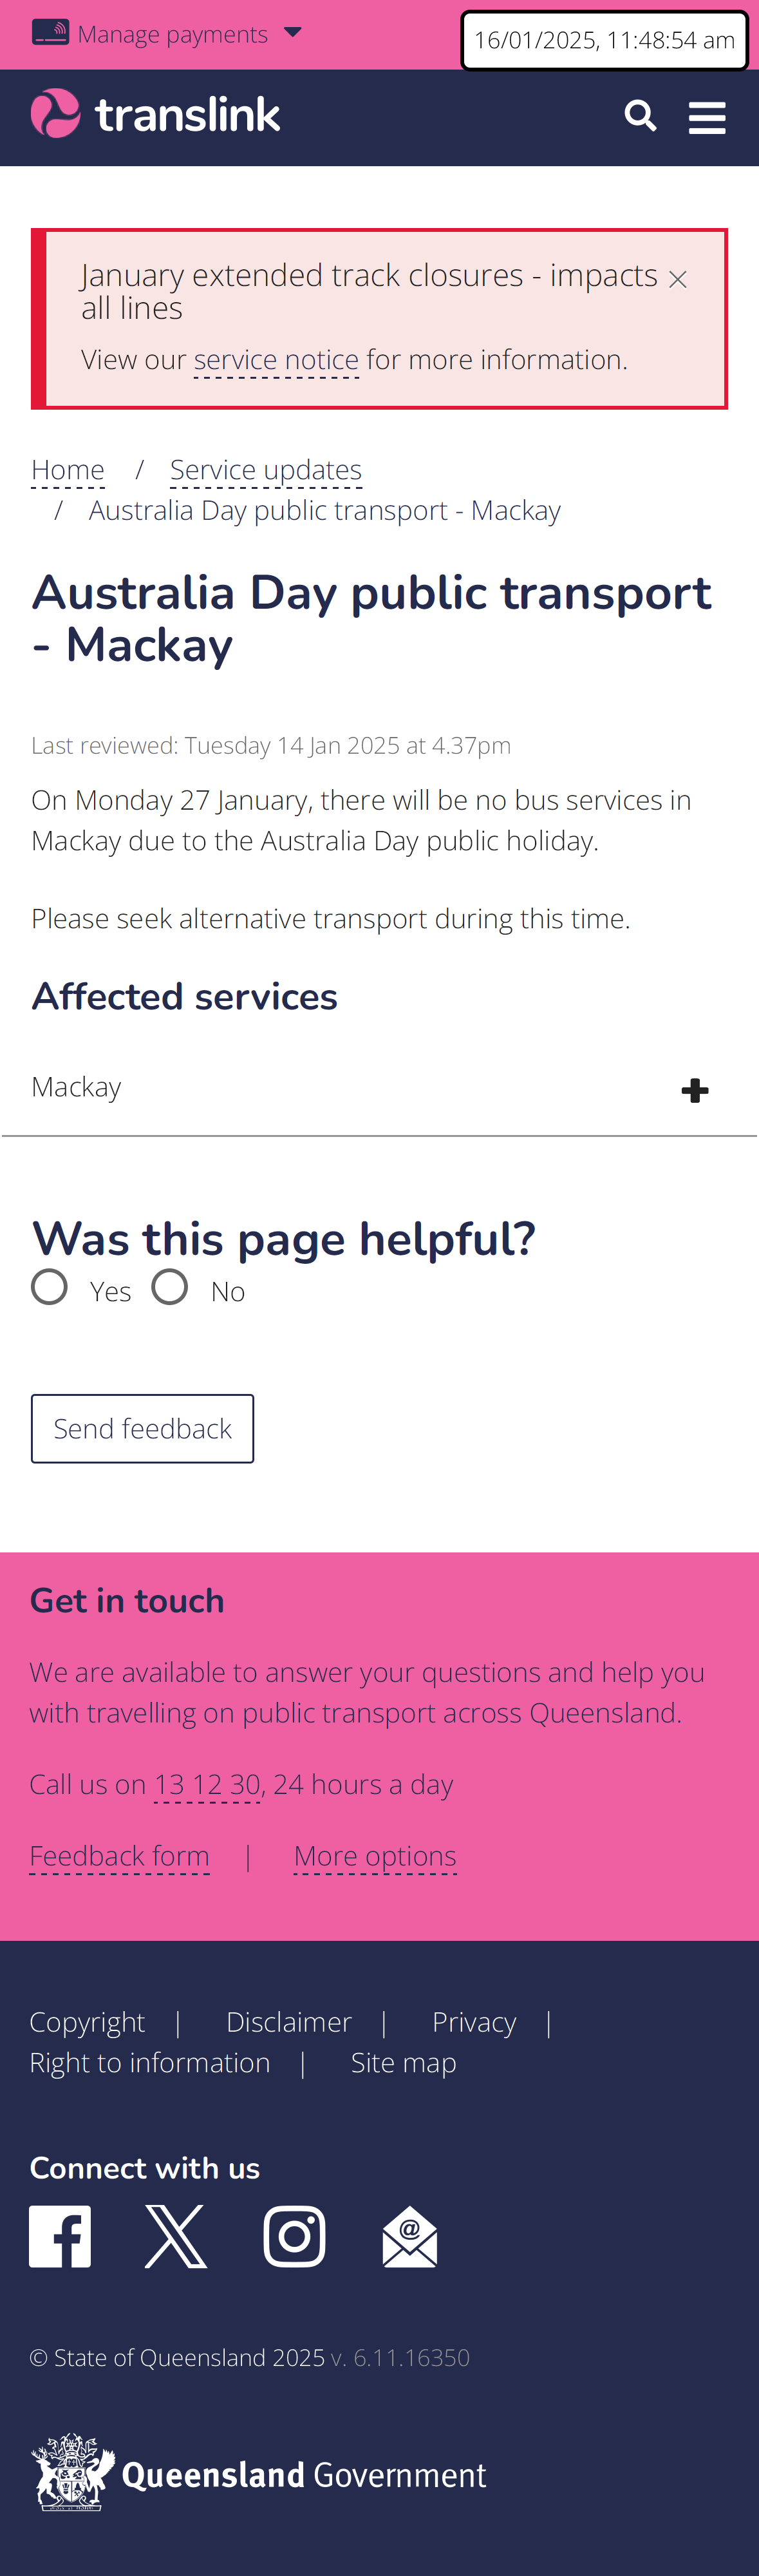 Manage payments
16/01/2025, 11:48:54 am
translink
January extended track closures - impacts
all lines
View our service notice for more information.
Home / Service updates
/ Australia Day public transport - Mackay
Australia Day public transport
- Mackay
Last reviewed: Tuesday 14 Jan 2025 at 4.37pm
On Monday 27 January, there will be no bus services in
Mackay due to the Australia Day public holiday.
Please seek alternative transport during this time.
Affected services
Mackay
Was this page helpful?
Yes No
Send feedback
Get in touch
We are available to answer your questions and help you
with travelling on public transport across Queensland.
Call us on 13 12 30, 24 hours a day
Feedback form | More options
Copyright | Disclaimer | Privacy |
Right to information | Site map
Connect with us
© State of Queensland 2025 v. 6.11.16350
Queensland Government